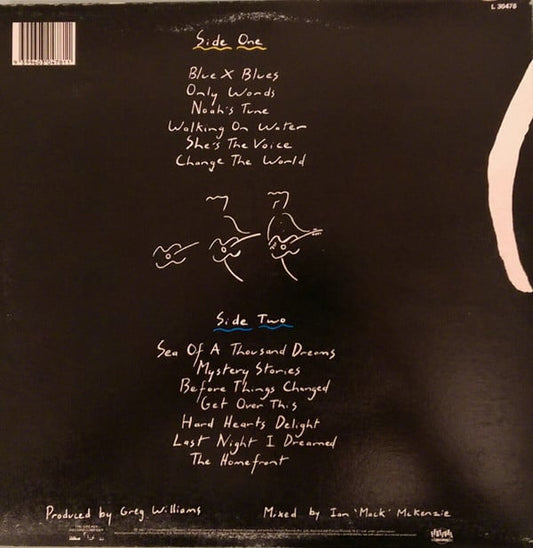 L 38476
Side One
Blue X Blues
Only Words
Noah's Tune
Walking On Water
She's The Voice
Change The World
Side Two
Sea Of A Thousand Dreams
Mystery Stories
Before Things Changed
Get Over This
Hard Hearts Delight
Last Night I Dreamed
The Homefront
Produced by Greg Williams
Mixed by Ian 'Mack' McKenzie